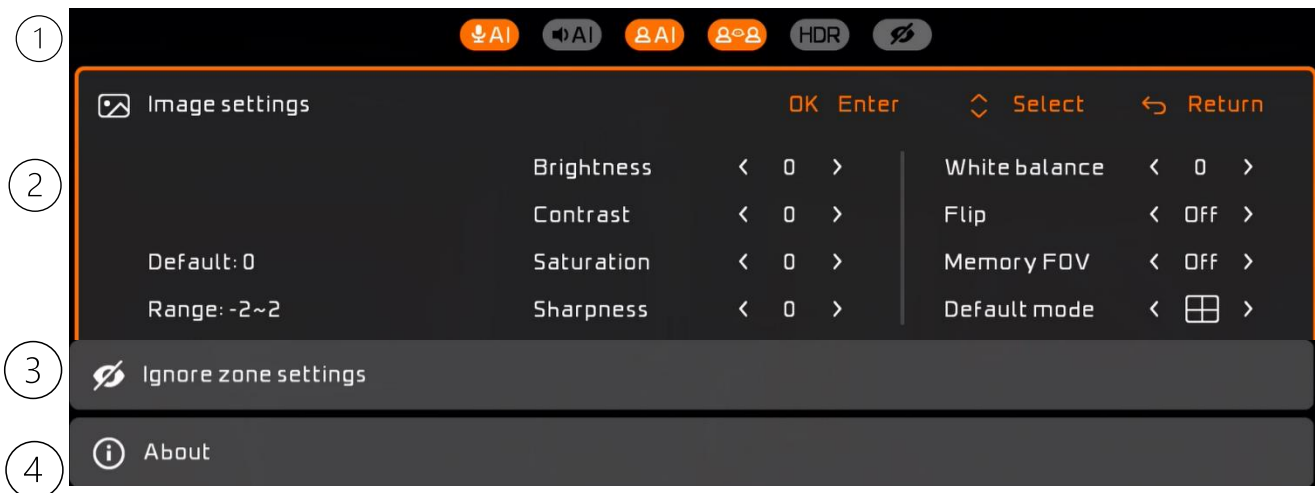 1
AI AI AI HDR
Image settings OK Enter Select Return
2
Brightness < 0 > White balance < 0 >
Contrast < 0 > Flip < Off >
Default: 0 Saturation < 0 > Memory FOV < Off >
Range: -2~2 Sharpness < 0 > Default mode < >
3
Ignore zone settings
About
4